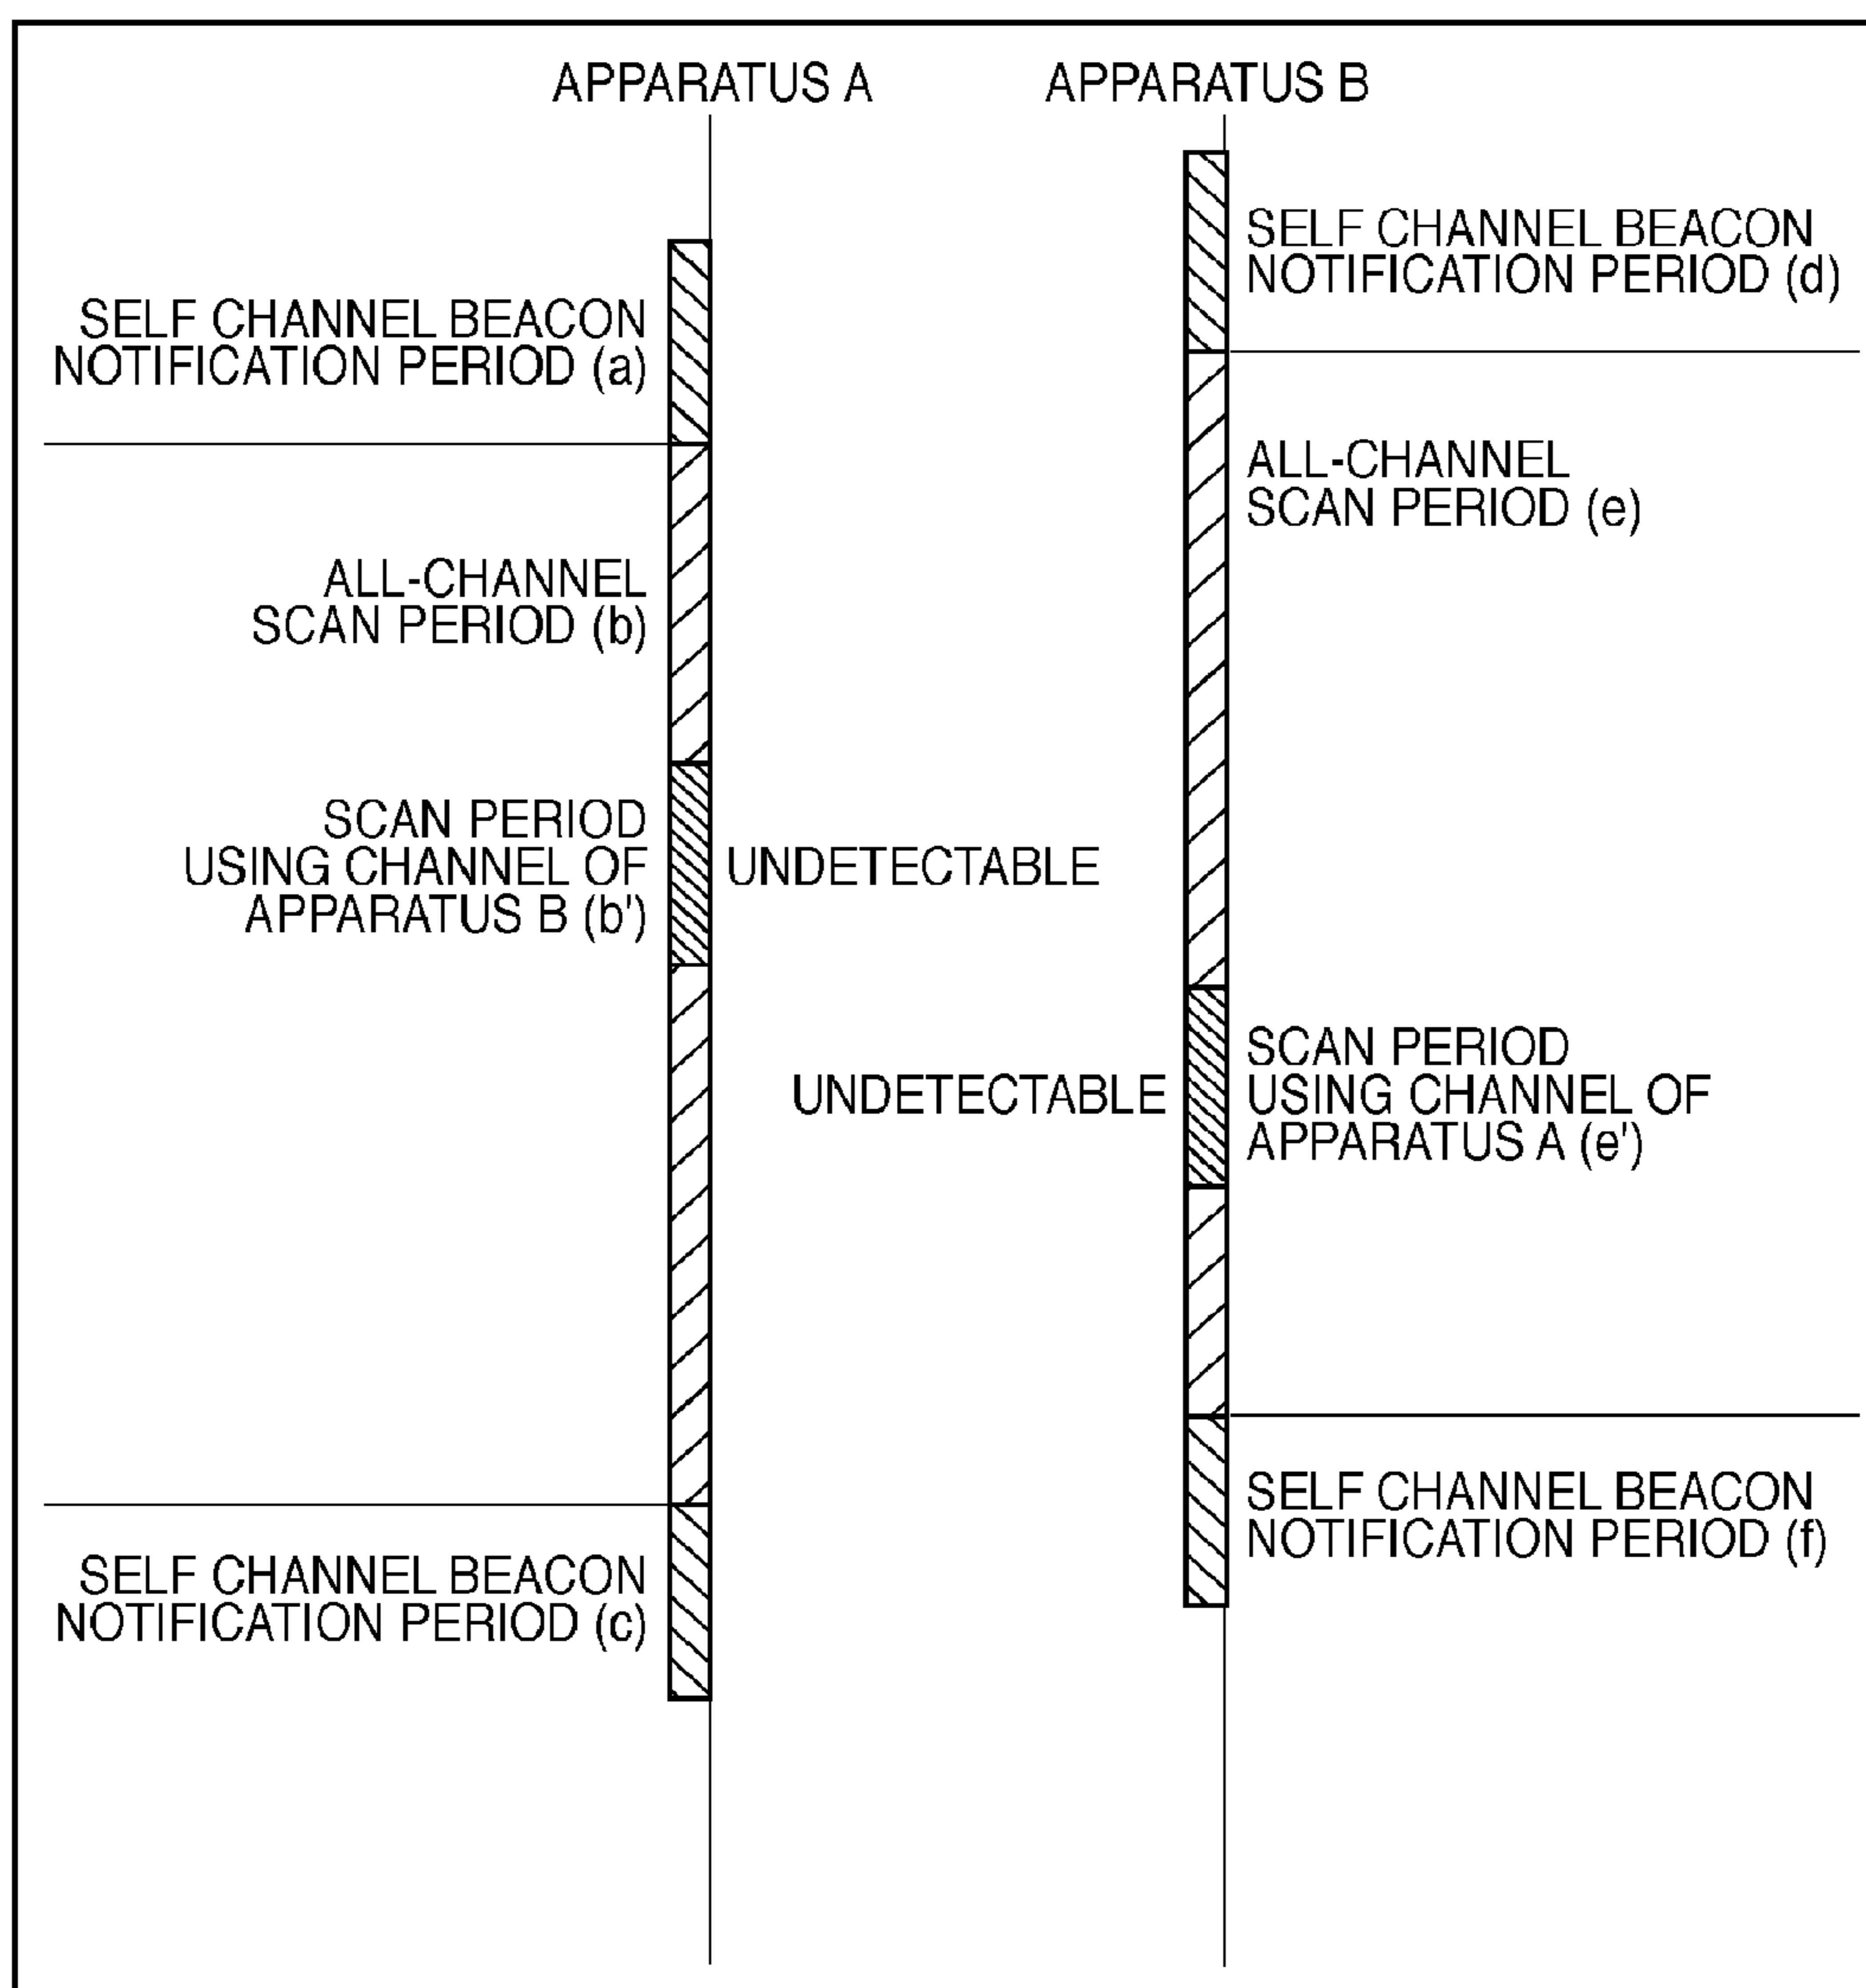 APPARATUS A
APPARATUS B
SELF CHANNEL BEACON
NOTIFICATION PERIOD (d)
SELF CHANNEL BEACON
NOTIFICATION PERIOD (a)
ALL-CHANNEL
SCAN PERIOD (e)
ALL-CHANNEL
SCAN PERIOD (b)
SCAN PERIOD
USING CHANNEL OF
APPARATUS B (b')
UNDETECTABLE
UNDETECTABLE
SCAN PERIOD
USING CHANNEL OF
APPARATUS A (e')
SELF CHANNEL BEACON
NOTIFICATION PERIOD (f)
SELF CHANNEL BEACON
NOTIFICATION PERIOD (c)